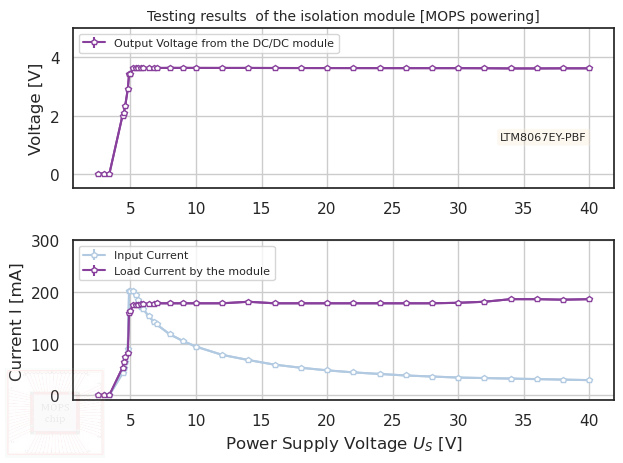 Testing results  of the isolation module [MOPS powering]
Output Voltage from the DC/DC module
Voltage [V]
4
2
0
LTM8067EY-PBF
5 10 15 20 25 30 35 40
Input Current
Load Current by the module
Current I [mA]
300
200
100
0
5 10 15 20 25 30 35 40
Power Supply Voltage U_S [V]
MOPS
chip